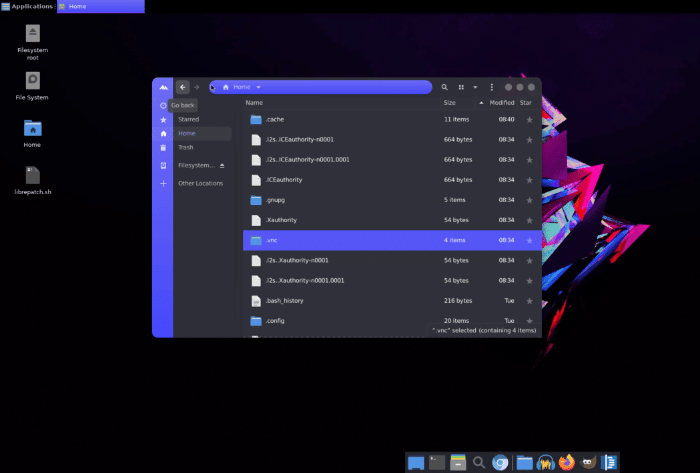 Applications
Home
Filesystem
root
File System
Home
librepatch.sh
Home
Go back
Starred
Home
Trash
Filesystem...
Other Locations
Name Size Modified Star
.cache 11 items 08:40
.l2s..ICEauthority-n0001 664 bytes 08:34
.l2s..ICEauthority-n0001.0001 664 bytes 08:34
.ICEauthority 664 bytes 08:34
.gnupg 5 items 08:34
.Xauthority 54 bytes 08:34
.vnc 4 items 08:34
.l2s..Xauthority-n0001 54 bytes 08:34
.l2s..Xauthority-n0001.0001 54 bytes 08:34
.bash_history 216 bytes Tue
.config 20 items Tue
".vnc" selected (containing 4 items)